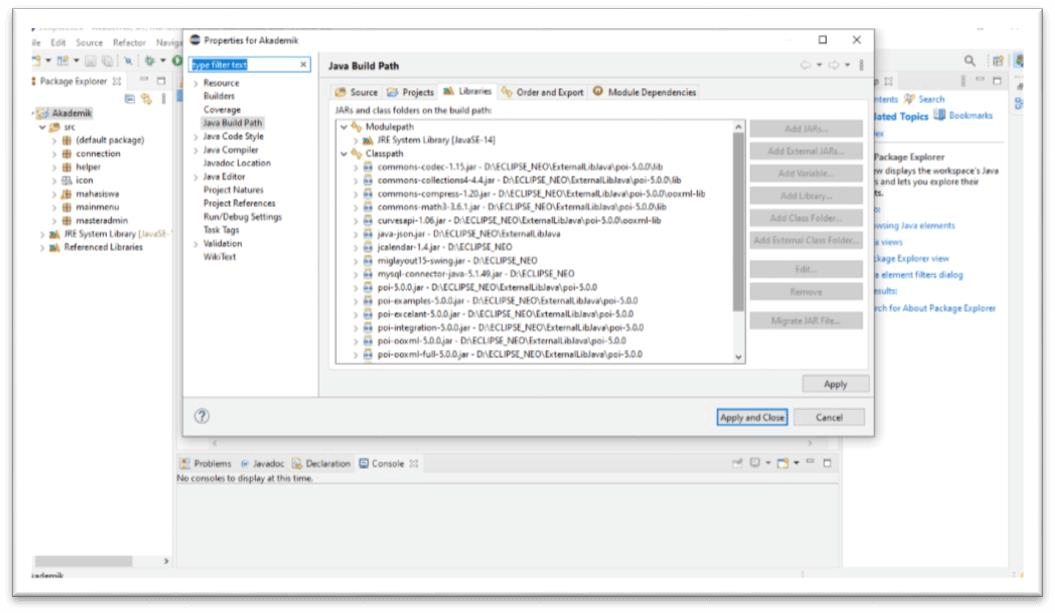 Edit Source Refactor
Package Explorer
Akademik
src
(default package)
connection
helper
icon
mahasiswa
mainmenu
masteradmin
JRE System Library [JavaSE-1
Referenced Libraries
Properties for Akademik
type filter text
Resource
Builders
Coverage
Java Build Path
Java Code Style
Java Compiler
Javadoc Location
Java Editor
Project Natures
Project References
Run/Debug Settings
Task Tags
Validation
WikiText
Java Build Path
Source Projects Libraries Order and Export Module Dependencies
JARs and class folders on the build path:
Modulepath
JRE System Library [JavaSE-14]
Classpath
commons-codec-1.15.jar - D:\ECLIPSE_NEO\ExternalLibJava\poi-5.0.0\lib
commons-collections4-4.4.jar - D:\ECLIPSE_NEO\ExternalLibJava\poi-5.0.0\lib
commons-compress-1.20.jar - D:\ECLIPSE_NEO\ExternalLibJava\poi-5.0.0\ooxml-lib
commons-math3-3.6.1.jar - D:\ECLIPSE_NEO\ExternalLibJava\poi-5.0.0\lib
curvesapi-1.06.jar - D:\ECLIPSE_NEO\ExternalLibJava\poi-5.0.0\ooxml-lib
java-json.jar - D:\ECLIPSE_NEO\ExternalLibJava
jcalendar-1.4.jar - D:\ECLIPSE_NEO
miglayout15-swing.jar - D:\ECLIPSE_NEO
mysql-connector-java-5.1.49.jar - D:\ECLIPSE_NEO
poi-5.0.0.jar - D:\ECLIPSE_NEO\ExternalLibJava\poi-5.0.0
poi-examples-5.0.0.jar - D:\ECLIPSE_NEO\ExternalLibJava\poi-5.0.0
poi-excelant-5.0.0.jar - D:\ECLIPSE_NEO\ExternalLibJava\poi-5.0.0
poi-integration-5.0.0.jar - D:\ECLIPSE_NEO\ExternalLibJava\poi-5.0.0
poi-ooxml-5.0.0.jar - D:\ECLIPSE_NEO\ExternalLibJava\poi-5.0.0
poi-ooxml-full-5.0.0.jar - D:\ECLIPSE_NEO\ExternalLibJava\poi-5.0.0
Add JARs...
Add External JARs...
Add Variable...
Add Library...
Add Class Folder...
Add External Class Folder...
Edit...
Remove
Migrate JAR File...
Apply
Apply and Close Cancel
Search
ated Topics Bookmarks
Package Explorer
ew displays the workspace's Java
s and lets you explore their
ts.
wsing Java elements
a views
ckage Explorer view
a element filters dialog
esults:
rch for About Package Explorer
Problems Javadoc Declaration Console
No consoles to display at this time.